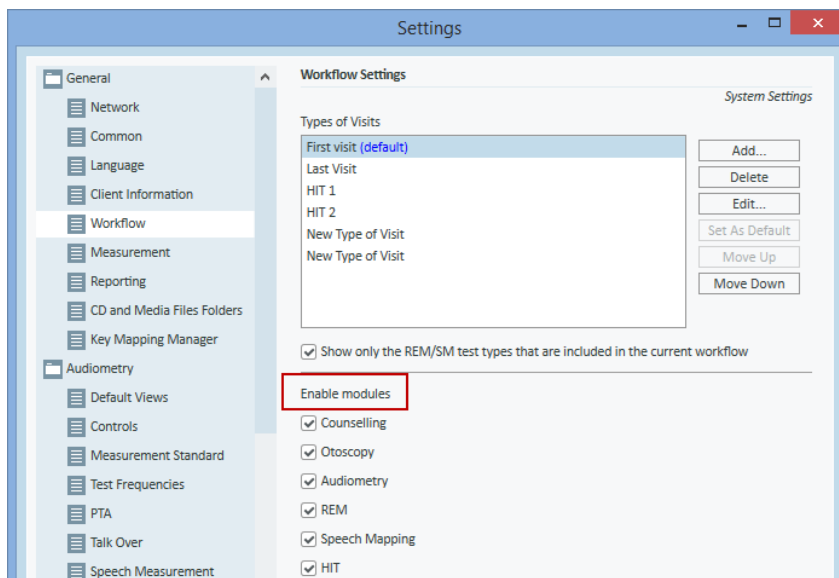 Settings
General
Network
Common
Language
Client Information
Workflow
Measurement
Reporting
CD and Media Files Folders
Key Mapping Manager
Audiometry
Default Views
Controls
Measurement Standard
Test Frequencies
PTA
Talk Over
Speech Measurement
Workflow Settings
System Settings
Types of Visits
First visit (default)
Last Visit
HIT 1
HIT 2
New Type of Visit
New Type of Visit
Add...
Delete
Edit...
Set As Default
Move Up
Move Down
Show only the REM/SM test types that are included in the current workflow
Enable modules
Counselling
Otoscopy
Audiometry
REM
Speech Mapping
HIT